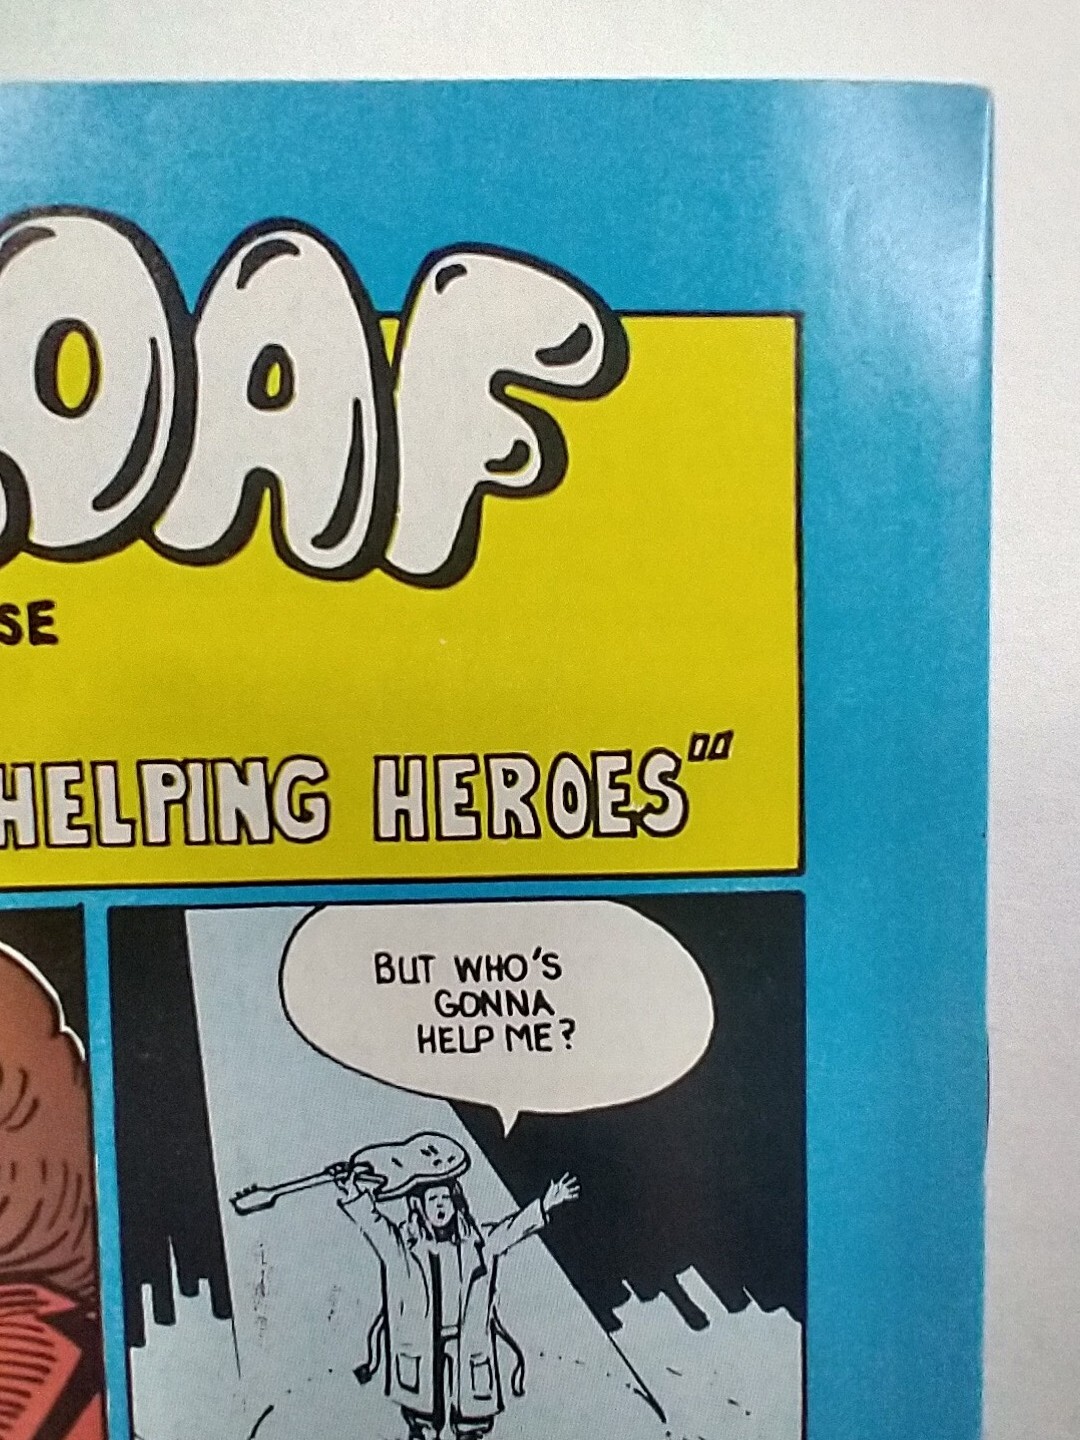 OAF
SE
HELPING HEROES"
BUT WHO'S
GONNA
HELP ME?